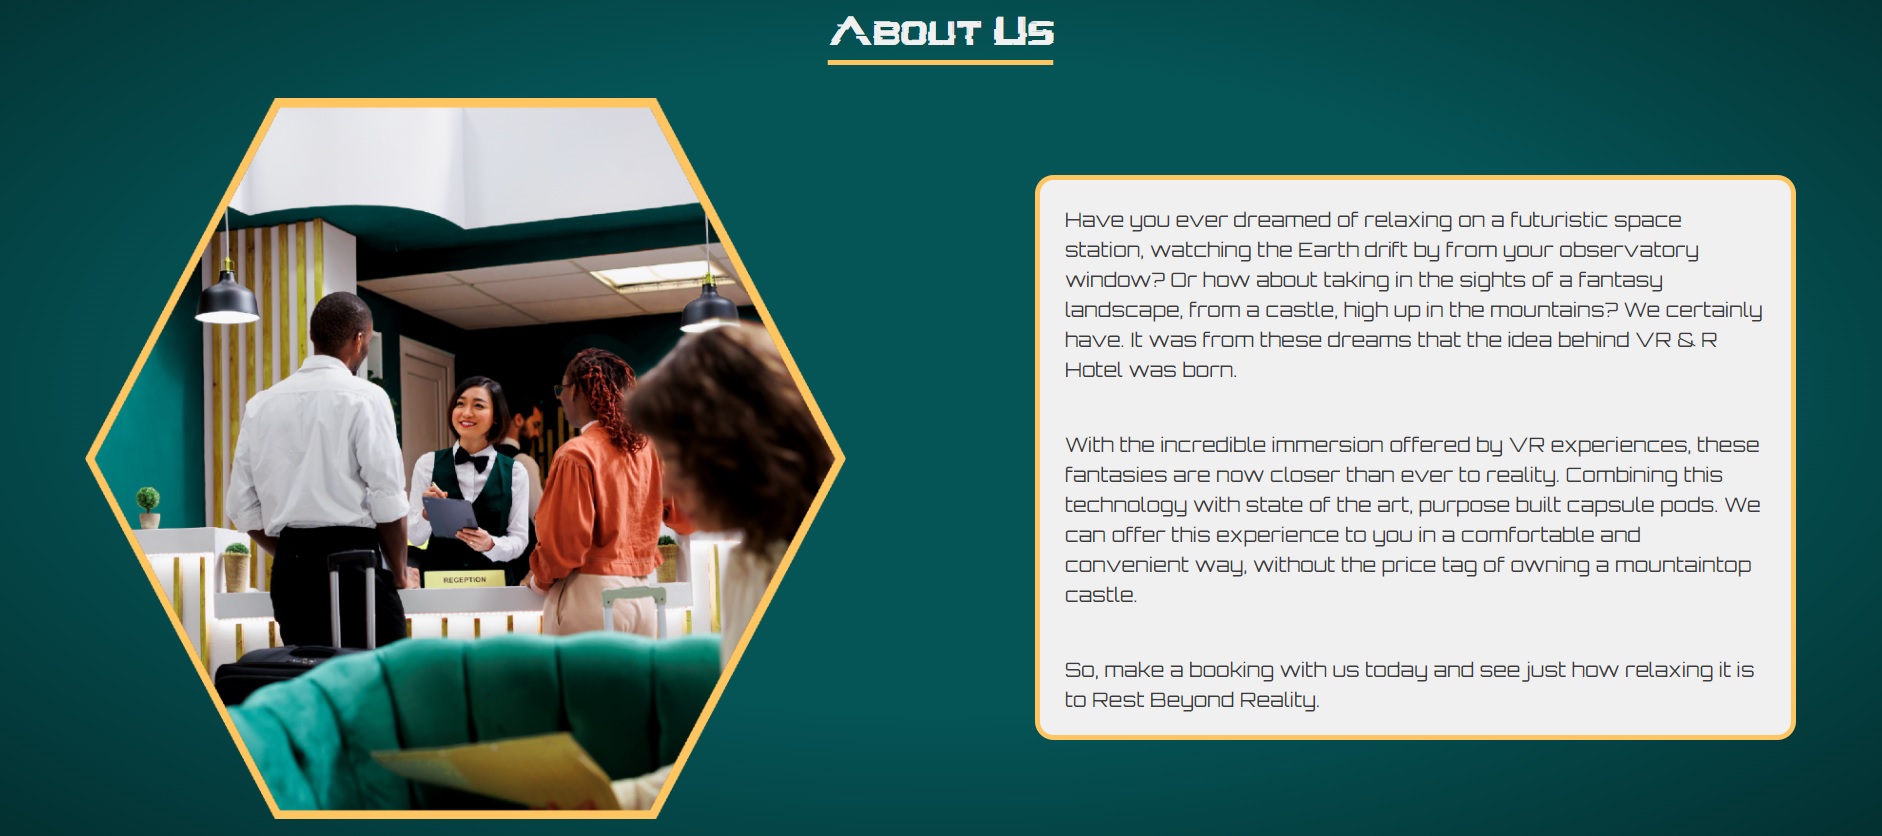 About Us
RECEPTION
Have you ever dreamed of relaxing on a futuristic space
station, watching the Earth drift by from your observatory
window? Or how about taking in the sights of a fantasy
landscape, from a castle, high up in the mountains? We certainly
have. It was from these dreams that the idea behind VR & R
Hotel was born.
With the incredible immersion offered by VR experiences, these
fantasies are now closer than ever to reality. Combining this
technology with state of the art, purpose built capsule pods. We
can offer this experience to you in a comfortable and
convenient way, without the price tag of owning a mountaintop
castle.
So, make a booking with us today and see just how relaxing it is
to Rest Beyond Reality.